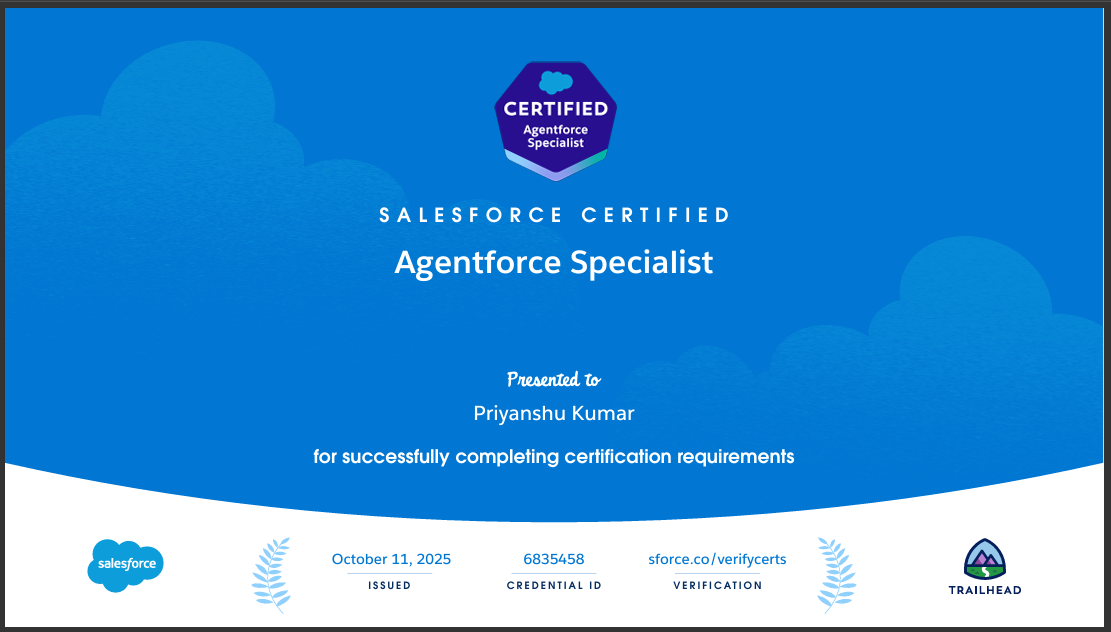 CERTIFIED
Agentforce
Specialist
SALESFORCE CERTIFIED
Agentforce Specialist
Presented to
Priyanshu Kumar
for successfully completing certification requirements
salesforce
October 11, 2025
ISSUED
6835458
CREDENTIAL ID
sforce.co/verifycerts
VERIFICATION
TRAILHEAD